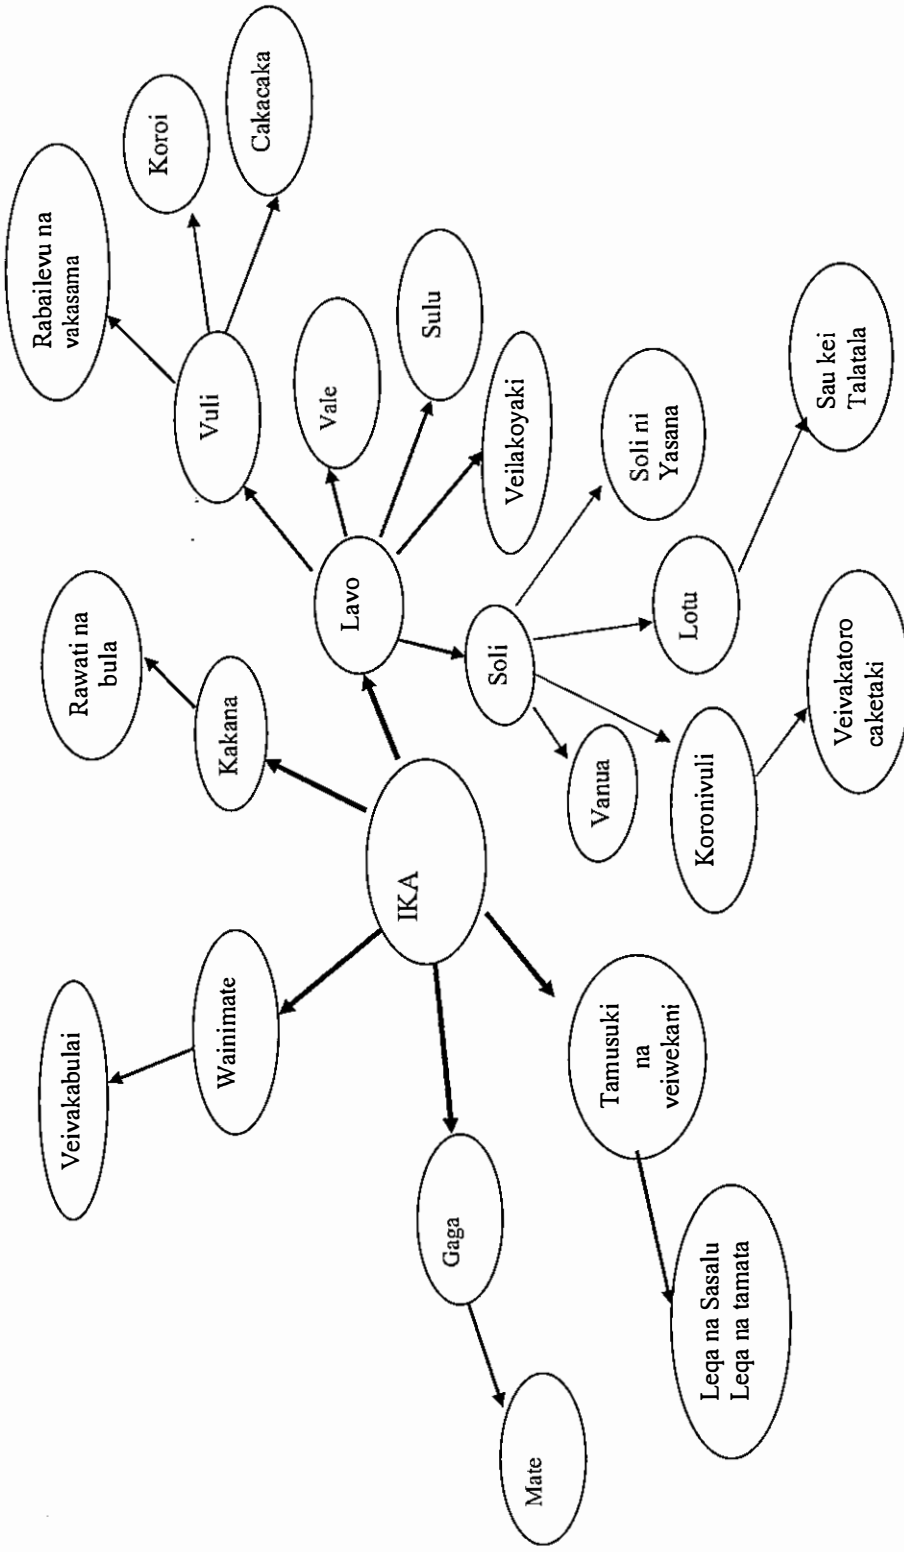 Veivakabulai
Rawati na
bula
Rabailevu na
vakasama
Koroi
Wainimate
Kakana
Vuli
Cakacaka
Vale
Lavo
IKA
Sulu
Gaga
Soli
Veilakoyaki
Mate
Vanua
Tamusuki
na
veiwekani
Soli ni
Yasana
Lotu
Koronivuli
Leqa na Sasalu
Leqa na tamata
Sau kei
Talatala
Veivakatoro
caketaki